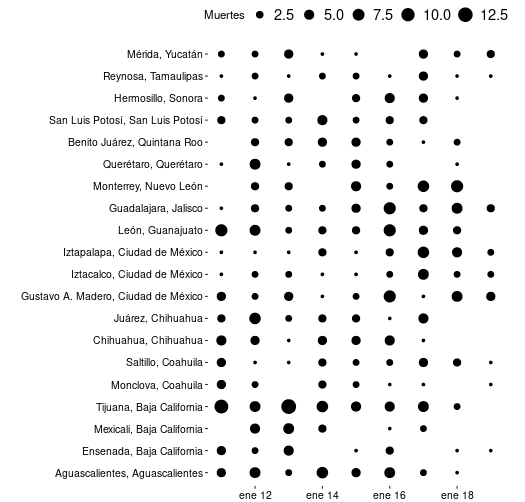 Muertes 2.5 5.0 7.5 10.0 12.5
Mérida, Yucatán
Reynosa, Tamaulipas
Hermosillo, Sonora
San Luis Potosí, San Luis Potosí
Benito Juárez, Quintana Roo
Querétaro, Querétaro
Monterrey, Nuevo León
Guadalajara, Jalisco
León, Guanajuato
Iztapalapa, Ciudad de México
Iztacalco, Ciudad de México
Gustavo A. Madero, Ciudad de México
Juárez, Chihuahua
Chihuahua, Chihuahua
Saltillo, Coahuila
Monclova, Coahuila
Tijuana, Baja California
Mexicali, Baja California
Ensenada, Baja California
Aguascalientes, Aguascalientes
ene 12 ene 14 ene 16 ene 18